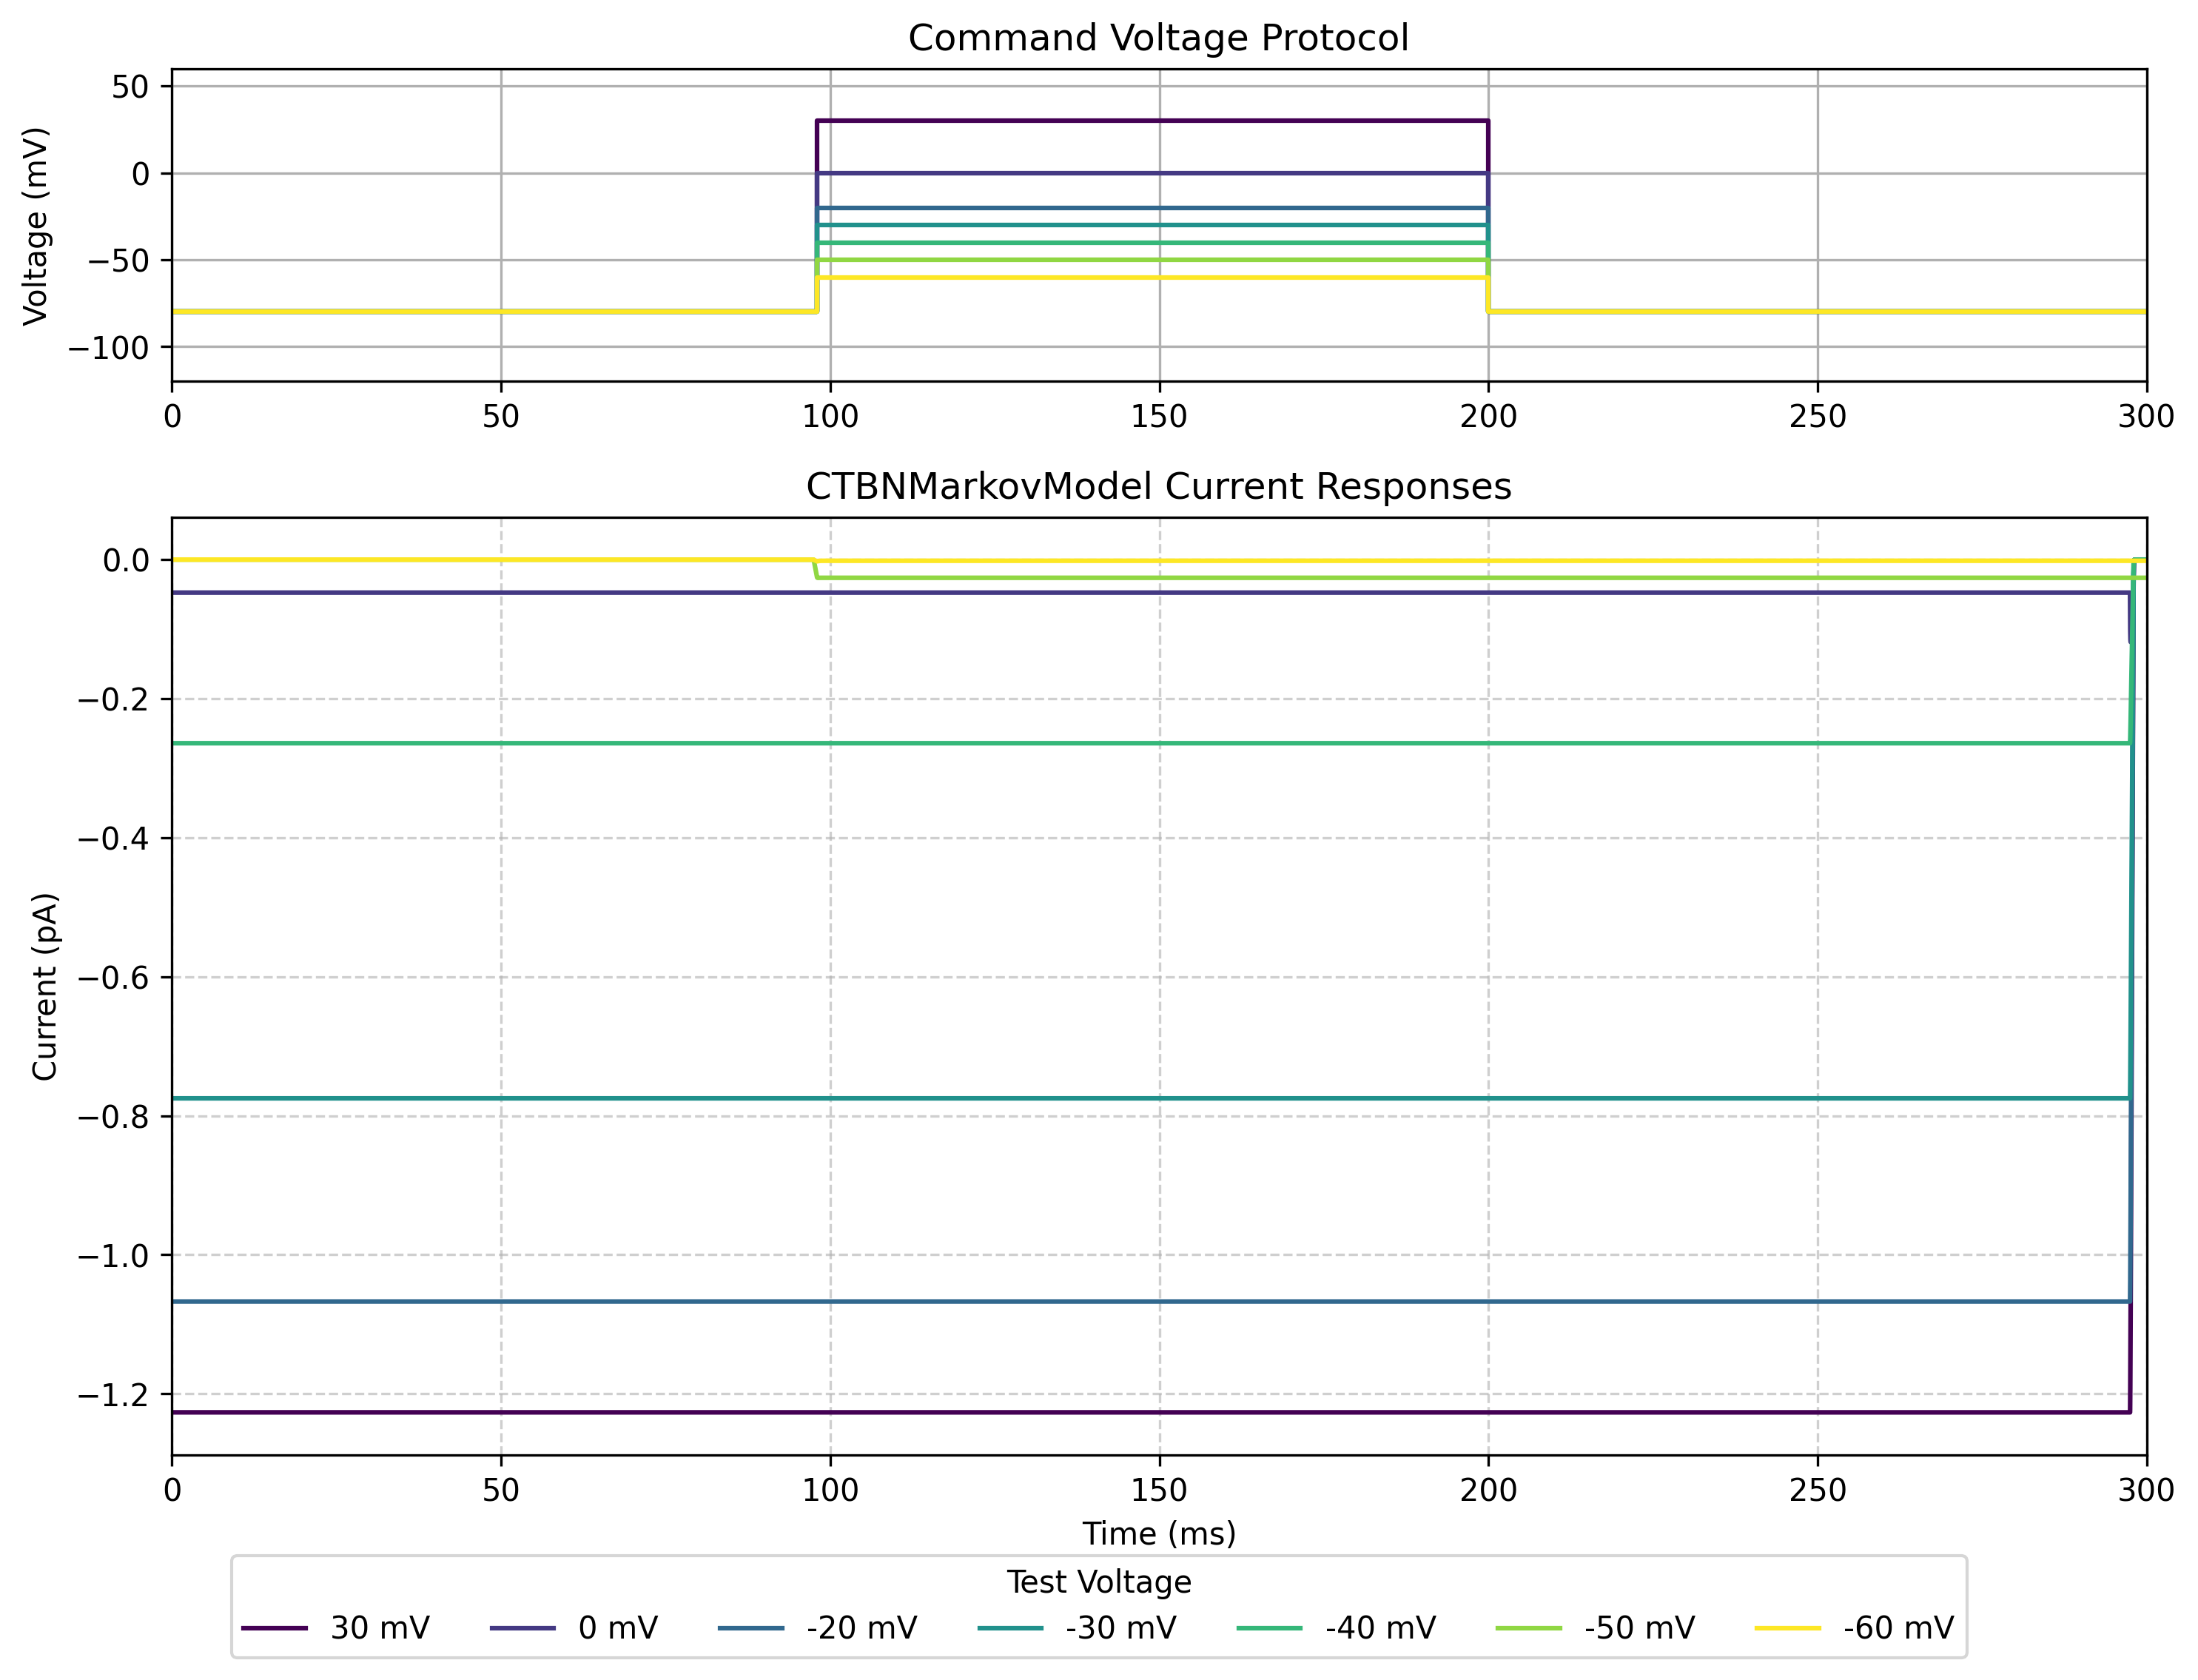 Command Voltage Protocol
Voltage (mV)
50
0
−50
−100
0 50 100 150 200 250 300
CTBNMarkovModel Current Responses
Current (pA)
0.0
−0.2
−0.4
−0.6
−0.8
−1.0
−1.2
0 50 100 150 200 250 300
Time (ms)
Test Voltage
30 mV 0 mV -20 mV -30 mV -40 mV -50 mV -60 mV